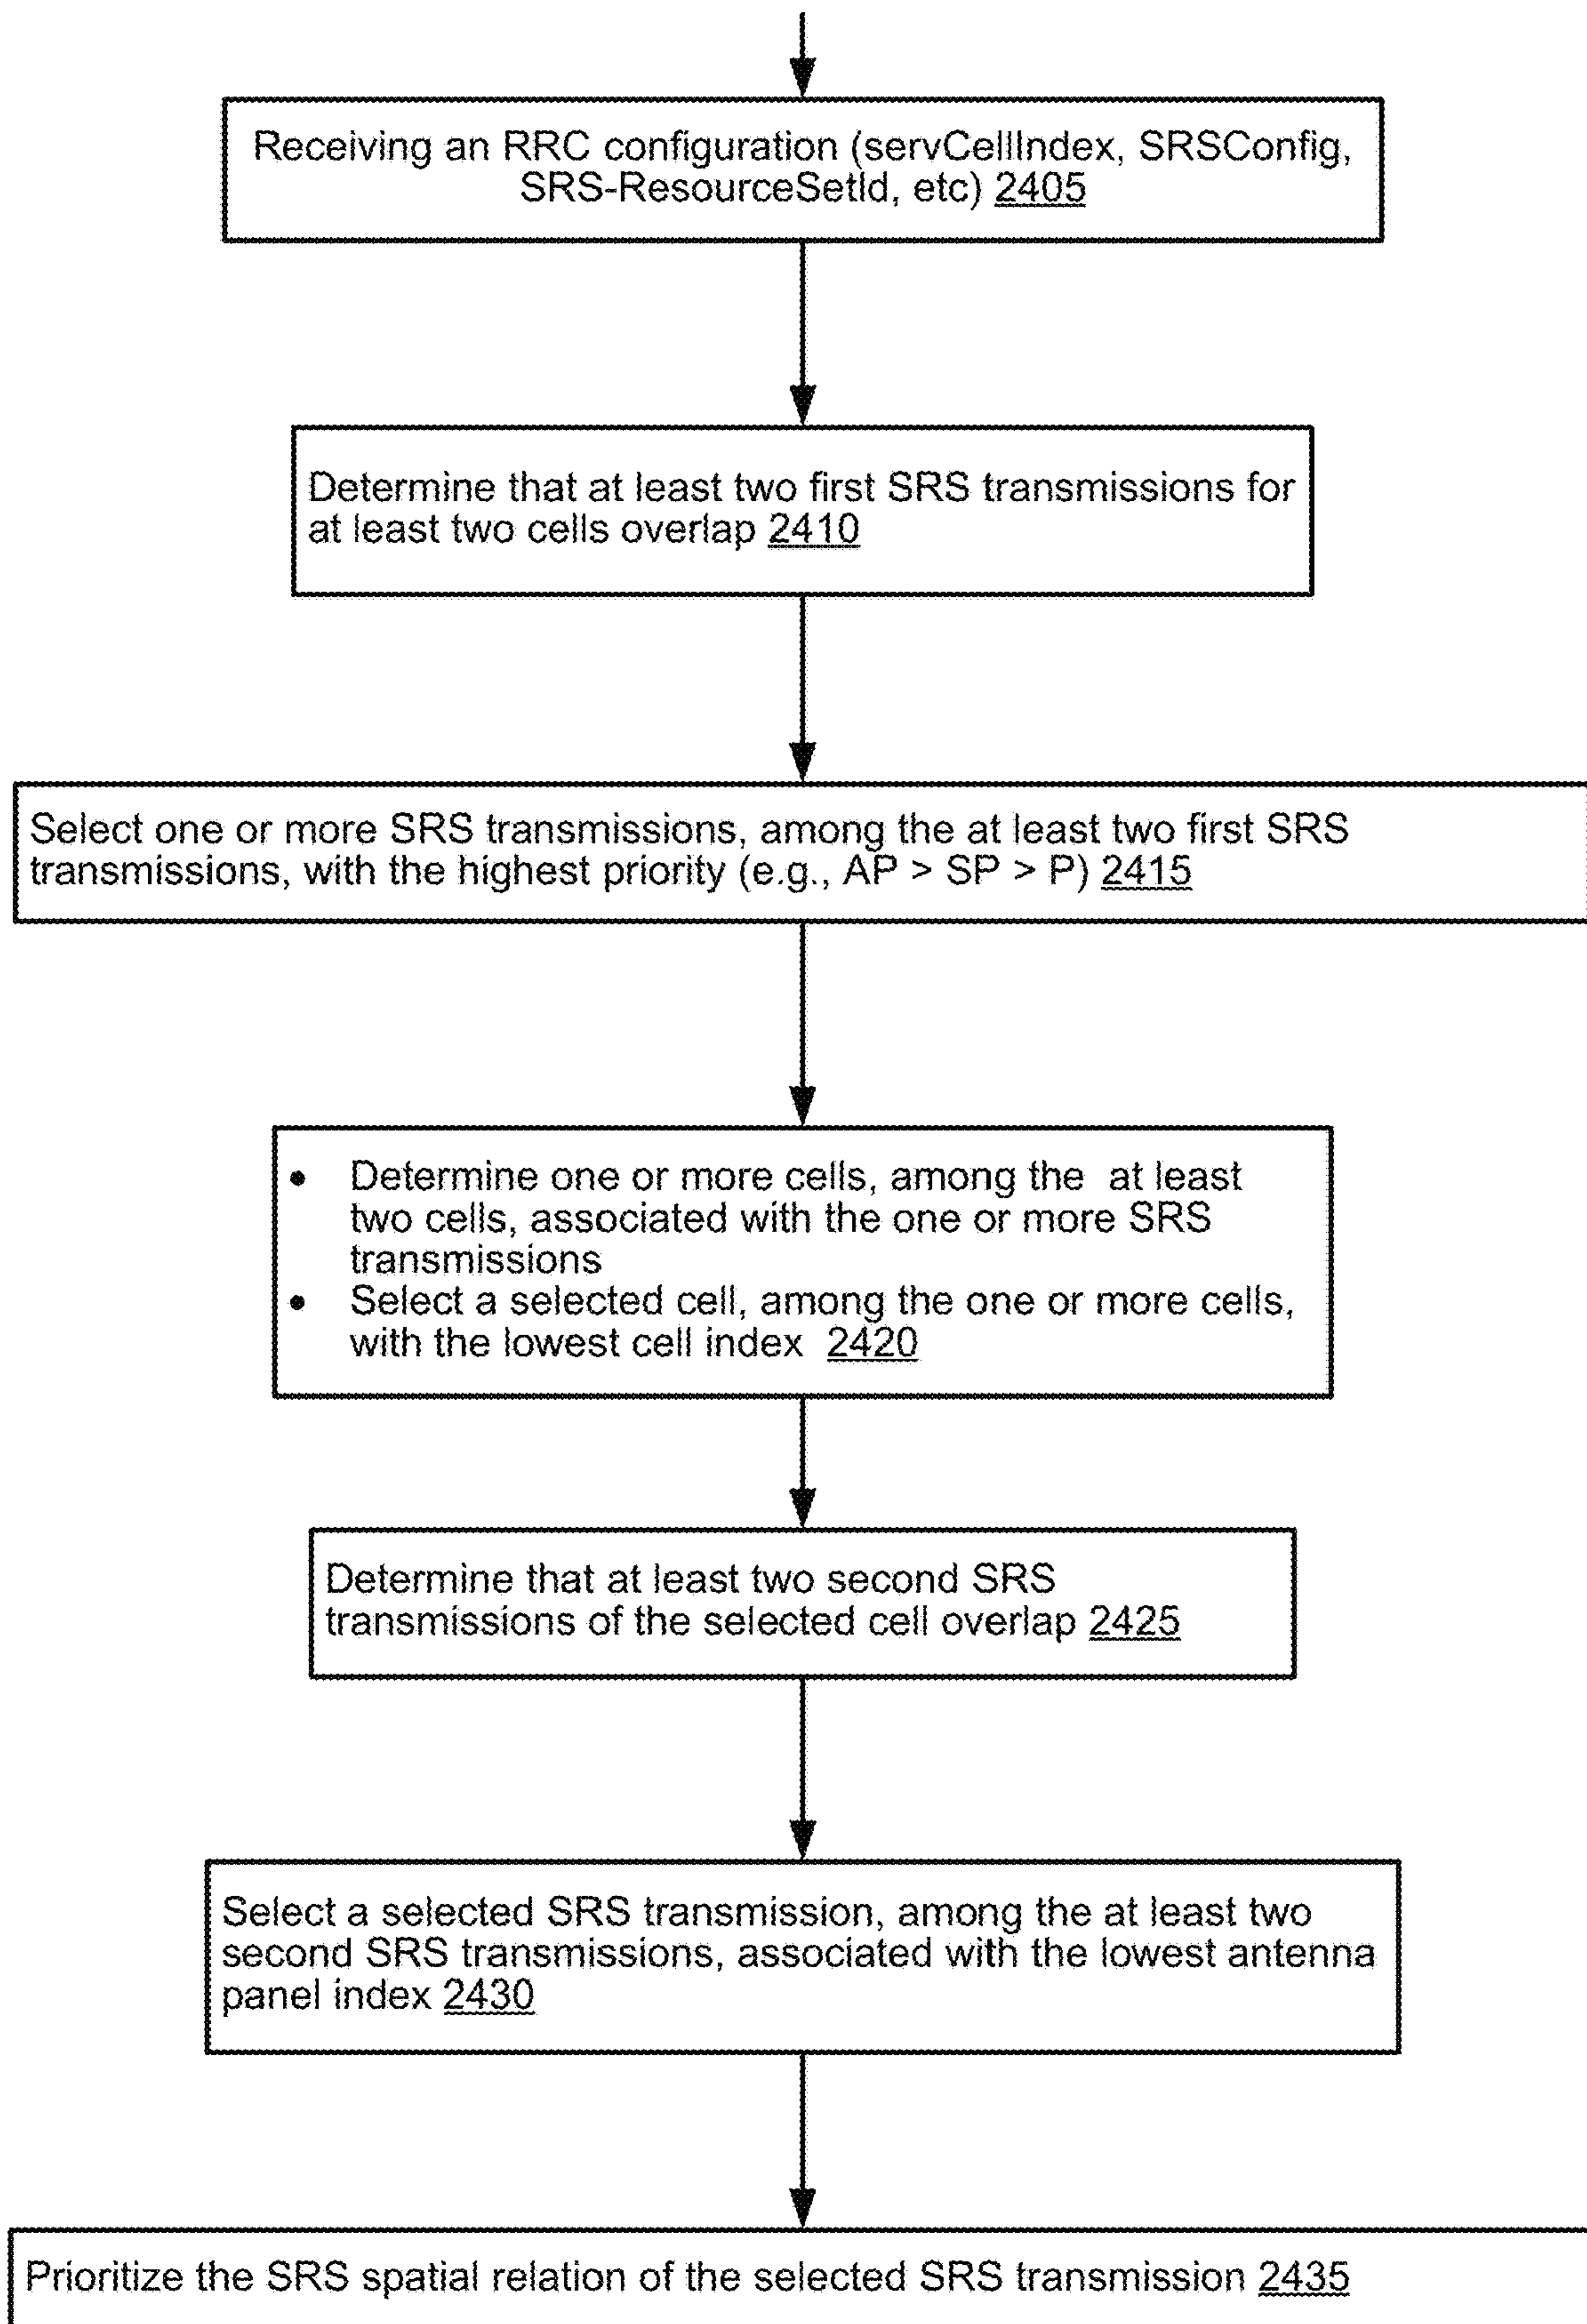 Receiving an RRC configuration (servCellIndex, SRSConfig,
SRS-ResourceSetId, etc) 2405
Determine that at least two first SRS transmissions for
at least two cells overlap 2410
Select one or more SRS transmissions, among the at least two first SRS
transmissions, with the highest priority (e.g., AP > SP > P) 2415
• Determine one or more cells, among the at least
two cells, associated with the one or more SRS
transmissions
• Select a selected cell, among the one or more cells,
with the lowest cell index 2420
Determine that at least two second SRS
transmissions of the selected cell overlap 2425
Select a selected SRS transmission, among the at least two
second SRS transmissions, associated with the lowest antenna
panel index 2430
Prioritize the SRS spatial relation of the selected SRS transmission 2435